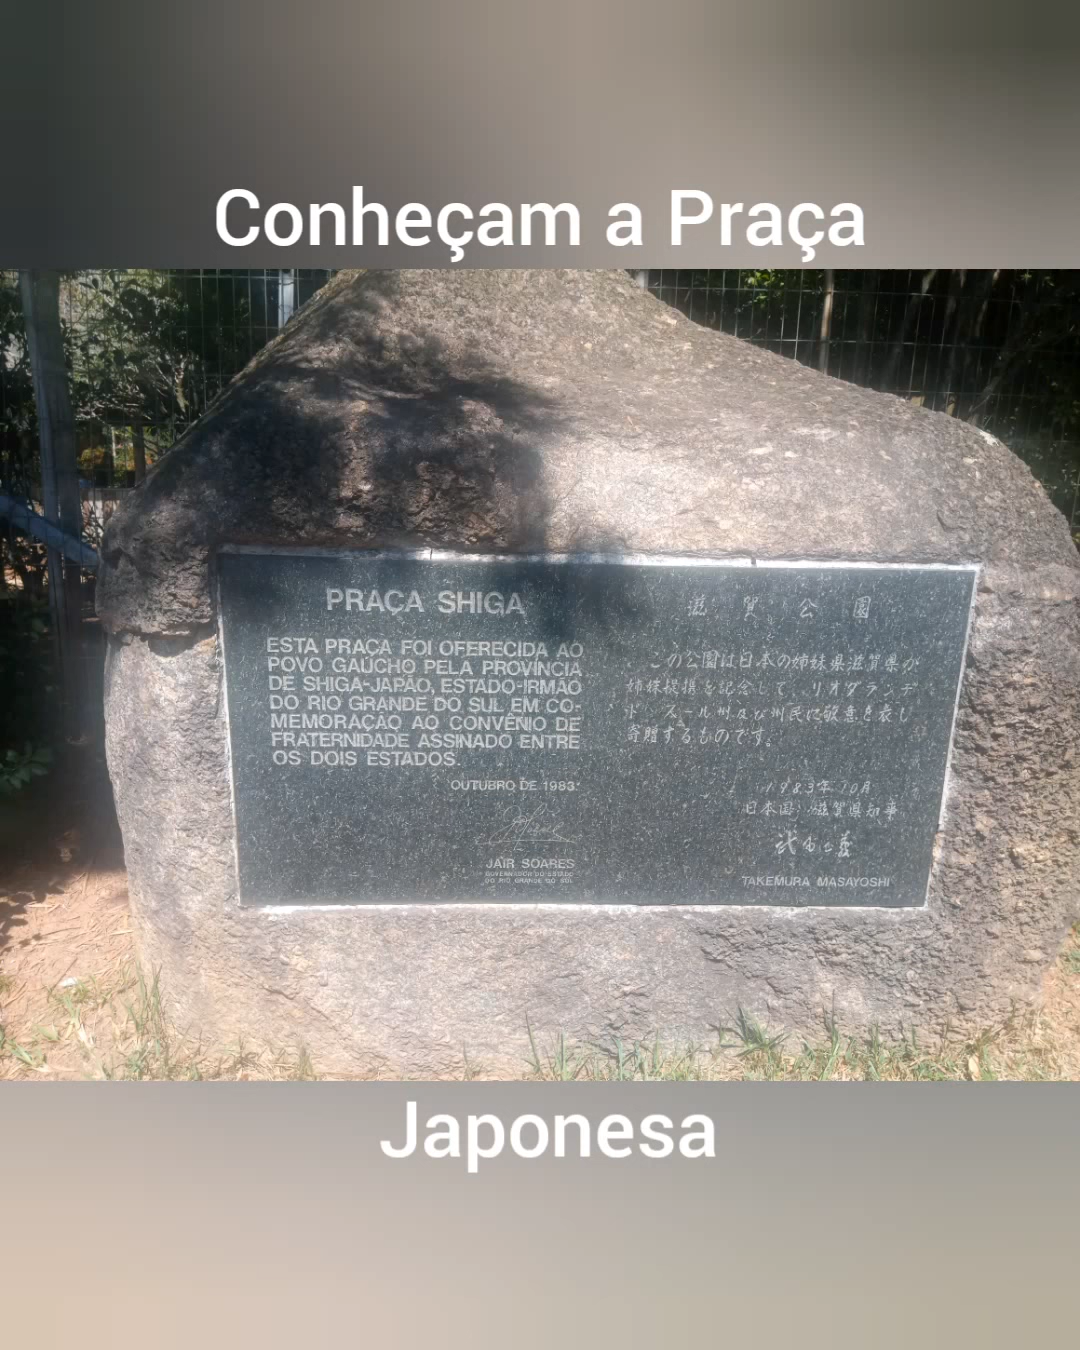 Conheçam a Praça
PRAÇA SHIGA
ESTA PRAÇA FOI OFERECIDA AO
POVO GAÚCHO PELA PROVÍNCIA
DE SHIGA-JAPÃO, ESTADO-IRMÃO
DO RIO GRANDE DO SUL EM CO-
MEMORAÇÃO AO CONVÊNIO DE
FRATERNIDADE ASSINADO ENTRE
OS DOIS ESTADOS.
OUTUBRO DE 1983.
JAIR SOARES
GOVERNADOR DO ESTADO
DO RIO GRANDE DO SUL
滋賀公園
この公園は日本の姉妹県滋賀県が
姉妹提携を記念して、リオグランデ
ド・スール州及び州民に敬意を表し
寄贈するものです。
1983年10月
日本国 滋賀県知事
TAKEMURA MASAYOSHI
Japonesa